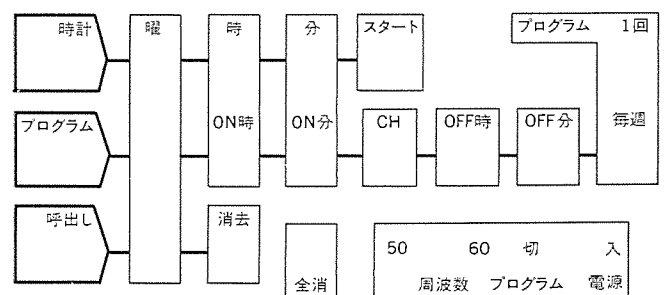 時計 曜 時 分 スタート プログラム 1回
プログラム ON時 ON分 CH OFF時 OFF分 毎週
呼出し 消去
全消
50 60 切 入
周波数 プログラム 電源